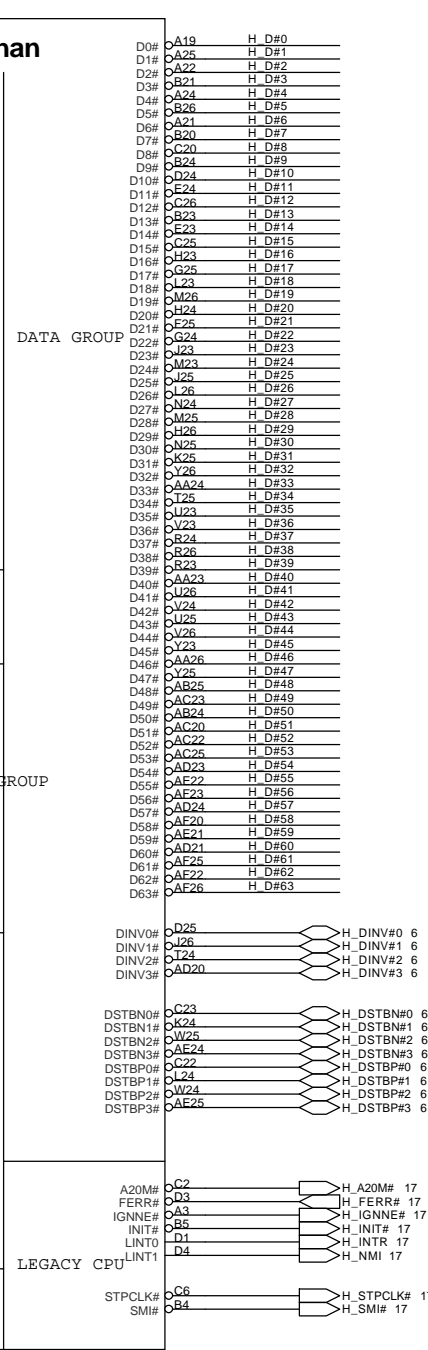 han
DATA GROUP
GROUP
LEGACY CPU
D0# A19 H_D#0
D1# A25 H_D#1
D2# A22 H_D#2
D3# B21 H_D#3
D4# A24 H_D#4
D5# B26 H_D#5
D6# A21 H_D#6
D7# B20 H_D#7
D8# C20 H_D#8
D9# B24 H_D#9
D10# D24 H_D#10
D11# E24 H_D#11
D12# C26 H_D#12
D13# B23 H_D#13
D14# E23 H_D#14
D15# C25 H_D#15
D16# H23 H_D#16
D17# G25 H_D#17
D18# L23 H_D#18
D19# M26 H_D#19
D20# H24 H_D#20
D21# F25 H_D#21
D22# G24 H_D#22
D23# J23 H_D#23
D24# M23 H_D#24
D25# J25 H_D#25
D26# L26 H_D#26
D27# N24 H_D#27
D28# M25 H_D#28
D29# H26 H_D#29
D30# N25 H_D#30
D31# K25 H_D#31
D32# Y26 H_D#32
D33# AA24 H_D#33
D34# T25 H_D#34
D35# U23 H_D#35
D36# V23 H_D#36
D37# R24 H_D#37
D38# R26 H_D#38
D39# R23 H_D#39
D40# AA23 H_D#40
D41# U26 H_D#41
D42# V24 H_D#42
D43# U25 H_D#43
D44# V26 H_D#44
D45# Y23 H_D#45
D46# AA26 H_D#46
D47# Y25 H_D#47
D48# AB25 H_D#48
D49# AC23 H_D#49
D50# AB24 H_D#50
D51# AC20 H_D#51
D52# AC22 H_D#52
D53# AC25 H_D#53
D54# AD23 H_D#54
D55# AE22 H_D#55
D56# AF23 H_D#56
D57# AD24 H_D#57
D58# AF20 H_D#58
D59# AE21 H_D#59
D60# AD21 H_D#60
D61# AF25 H_D#61
D62# AF22 H_D#62
D63# AF26 H_D#63
DINV0# D25 H_DINV#0 6
DINV1# J26 H_DINV#1 6
DINV2# T24 H_DINV#2 6
DINV3# AD20 H_DINV#3 6
DSTBN0# C23 H_DSTBN#0 6
DSTBN1# K24 H_DSTBN#1 6
DSTBN2# W25 H_DSTBN#2 6
DSTBN3# AE24 H_DSTBN#3 6
DSTBP0# C22 H_DSTBP#0 6
DSTBP1# L24 H_DSTBP#1 6
DSTBP2# W24 H_DSTBP#2 6
DSTBP3# AE25 H_DSTBP#3 6
A20M# C2 H_A20M# 17
FERR# D3 H_FERR# 17
IGNNE# A3 H_IGNNE# 17
INIT# B5 H_INIT# 17
LINT0 D1 H_INTR 17
LINT1 D4 H_NMI 17
STPCLK# C6 H_STPCLK# 17
SMI# B4 H_SMI# 17